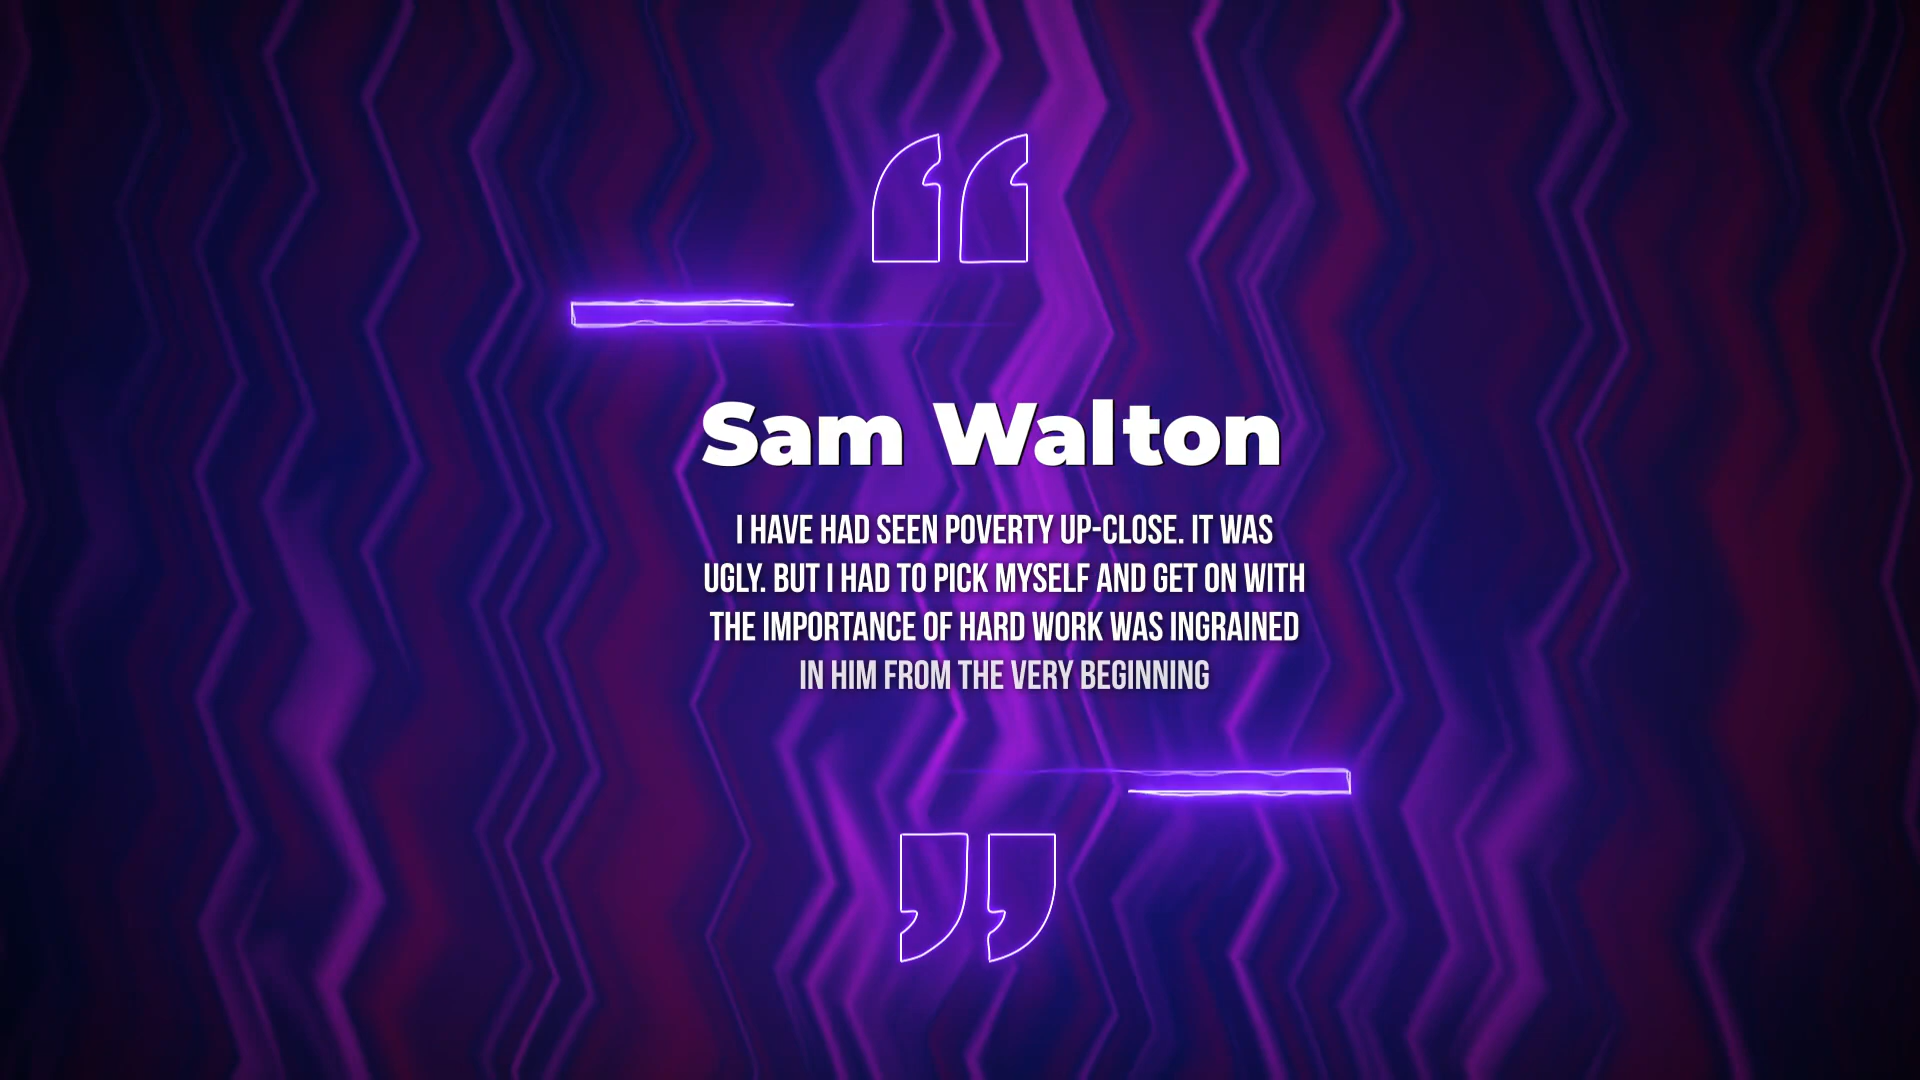 Sam Walton
I HAVE HAD SEEN POVERTY UP-CLOSE. IT WAS
UGLY. BUT I HAD TO PICK MYSELF AND GET ON WITH
THE IMPORTANCE OF HARD WORK WAS INGRAINED
IN HIM FROM THE VERY BEGINNING